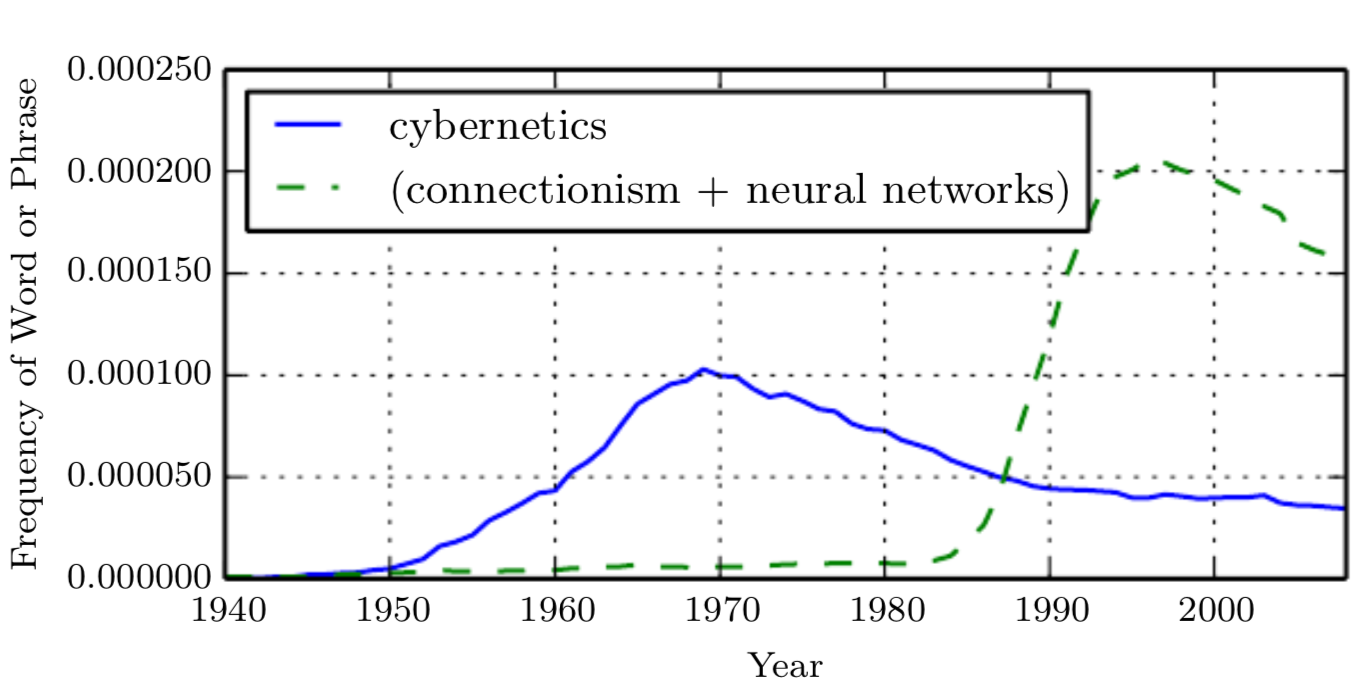 0.000250
0.000200
0.000150
0.000100
0.000050
0.000000
Frequency of Word or Phrase
cybernetics
(connectionism + neural networks)
1940 1950 1960 1970 1980 1990 2000
Year